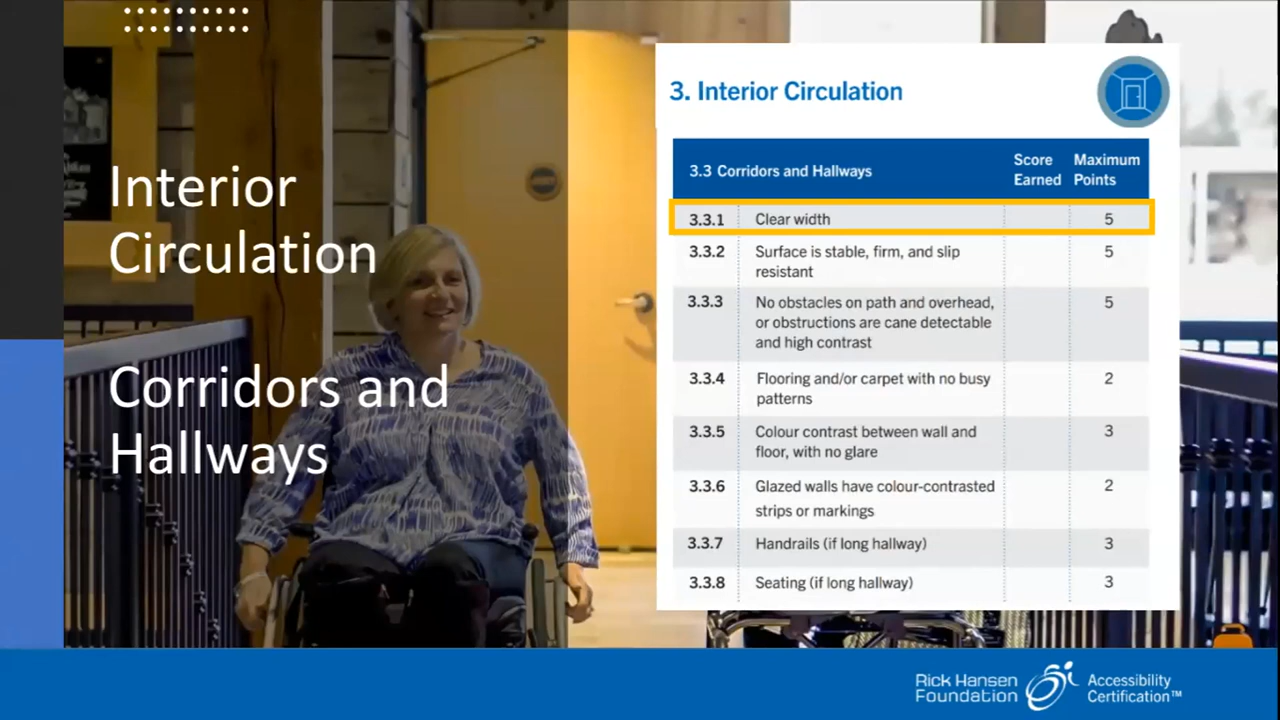 Interior
Circulation
Corridors and
Hallways
3. Interior Circulation
3.3 Corridors and Hallways Score Earned Maximum Points
3.3.1 Clear width 5
3.3.2 Surface is stable, firm, and slip 5
resistant
3.3.3 No obstacles on path and overhead, 5
or obstructions are cane detectable
and high contrast
3.3.4 Flooring and/or carpet with no busy 2
patterns
3.3.5 Colour contrast between wall and 3
floor, with no glare
3.3.6 Glazed walls have colour-contrasted 2
strips or markings
3.3.7 Handrails (if long hallway) 3
3.3.8 Seating (if long hallway) 3
Rick Hansen
Foundation
Accessibility
Certification™